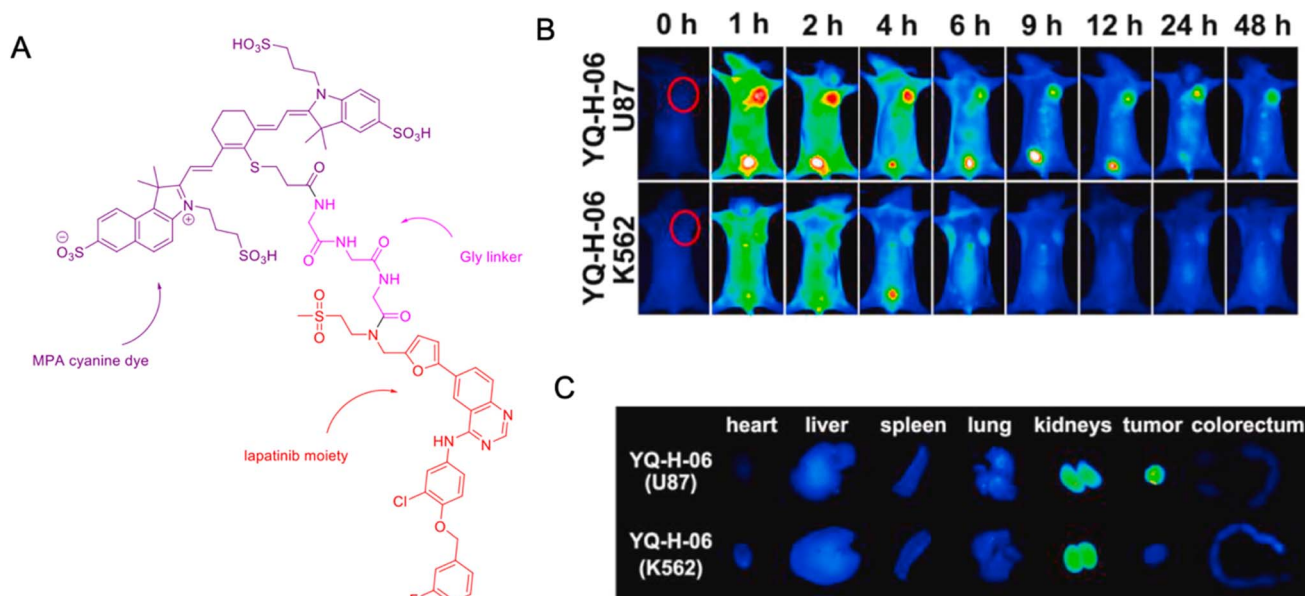 A
HO₃S
N
SO₃H
S
O
N
⊕
NH
⊖
O₃S
SO₃H
O
NH
O
NH
Gly linker
O
S
O
N
O
MPA cyanine dye
O
N
lapatinib moiety
HN
N
Cl
O
F
B
0 h 1 h 2 h 4 h 6 h 9 h 12 h 24 h 48 h
YQ-H-06
U87
YQ-H-06
K562
C
heart liver spleen lung kidneys tumor colorectum
YQ-H-06
(U87)
YQ-H-06
(K562)